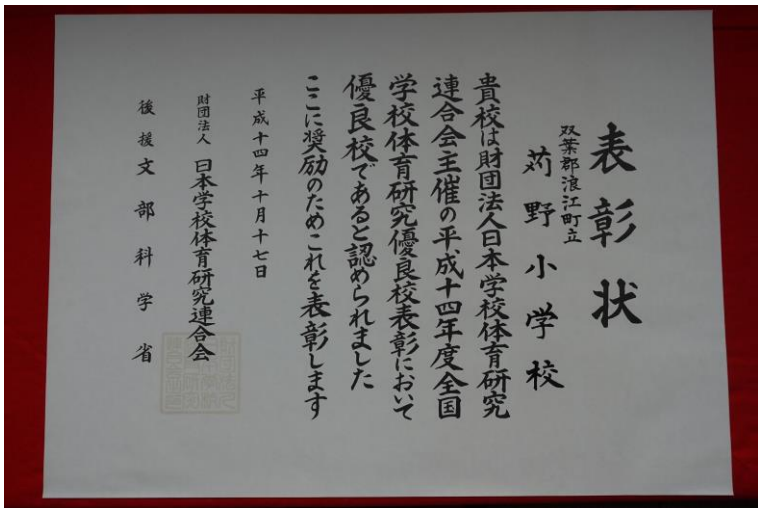 表彰状
双葉郡浪江町立
苅野小学校
貴校は財団法人日本学校体育研究
連合会主催の平成十四年度全国
学校体育研究優良校表彰において
優良校であると認められました
ここに奨励のためこれを表彰します
平成十四年十月十七日
財団法人 日本学校体育研究連合会
後援 文部科学省